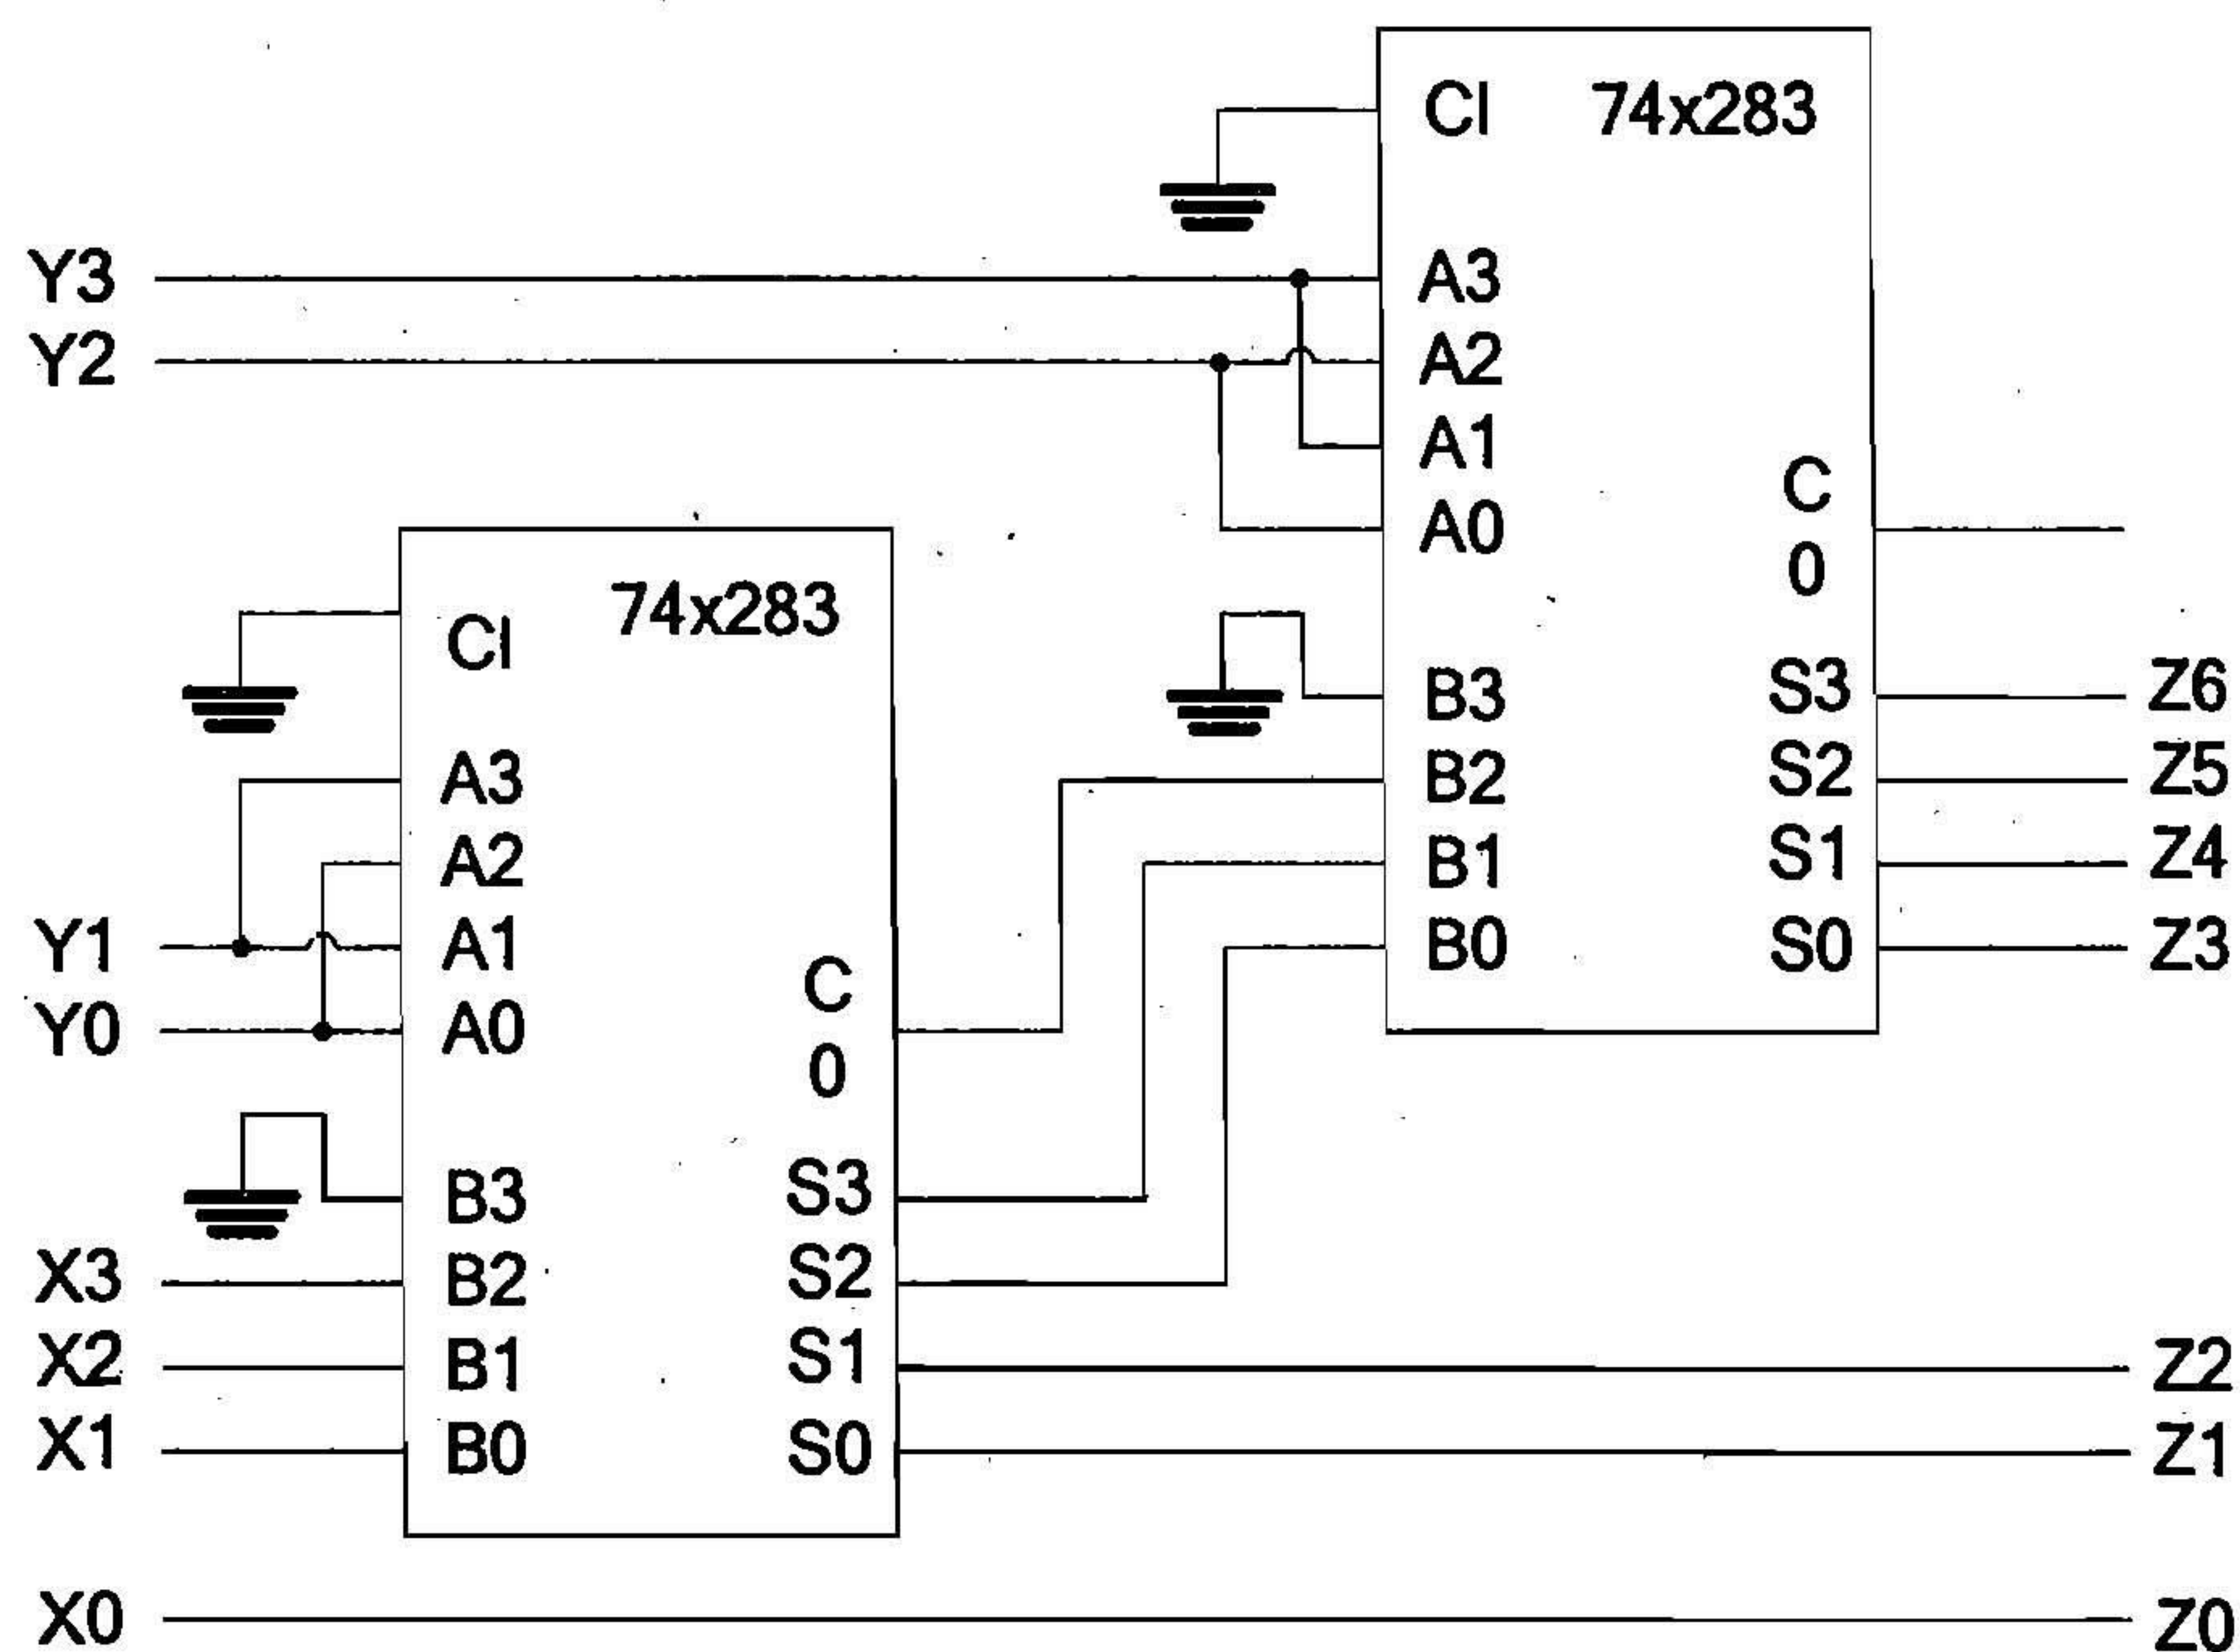 CI 74x283
Y3 A3
Y2 A2
A1
C
A0
0
74x283
CI
B3 S3 Z6
A3 B2 S2 Z5
A2 B1 S1 Z4
Y1 A1 B0 S0 Z3
C
Y0 A0
0
B3 S3
X3 B2 S2
X2 B1 S1 Z2
X1 B0 S0 Z1
X0 Z0